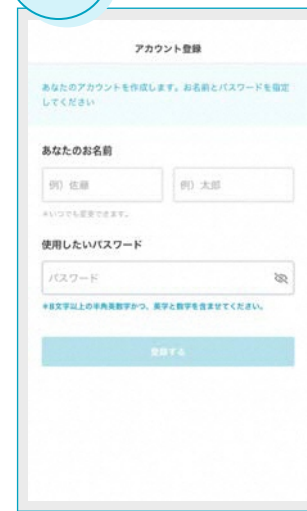 アカウント登録
あなたのアカウントを作成します。お名前とパスワードを指定
してください
あなたのお名前
例）佐藤
例）太郎
*いつでも変更できます。
使用したいパスワード
パスワード
*8文字以上の半角英数字かつ、英字と数字を含ませてください。
登録する